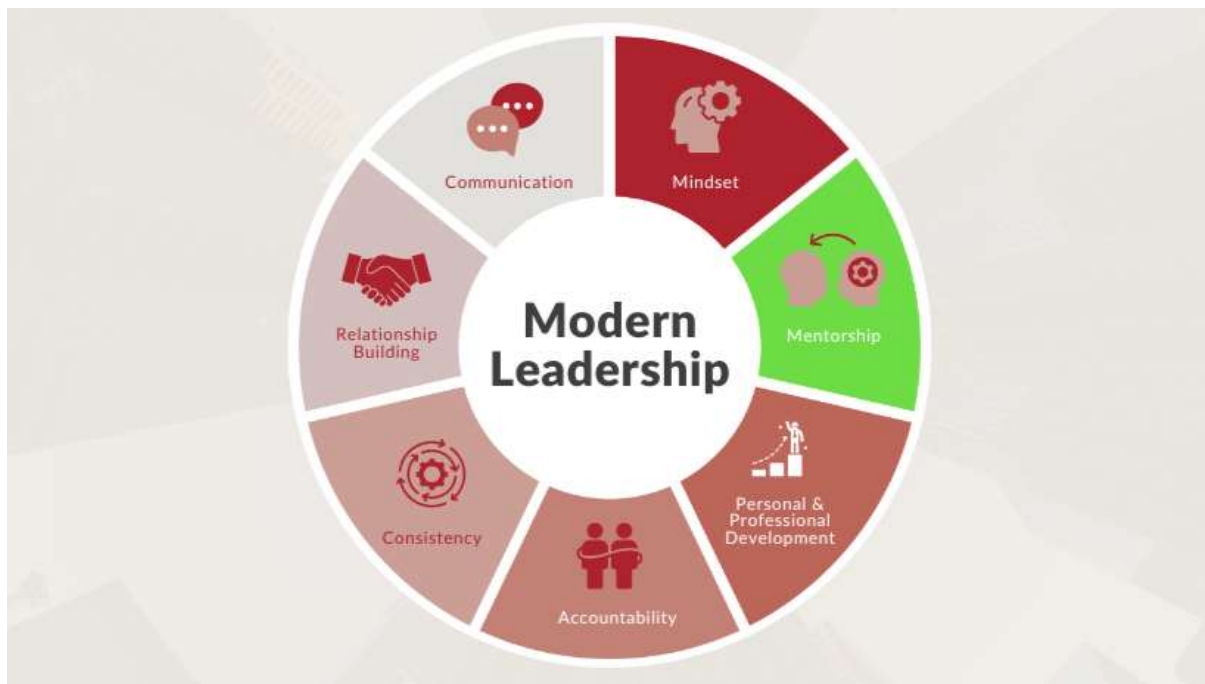 Modern
Leadership
Mindset
Mentorship
Personal &
Professional
Development
Accountability
Consistency
Relationship
Building
Communication